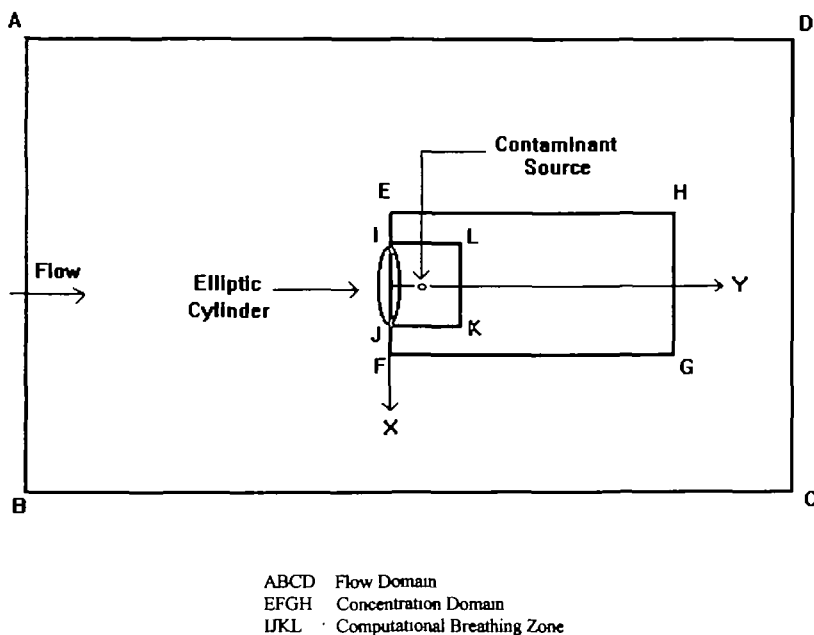 A
D
Contaminant
Source
E
H
I
L
Flow
Elliptic
Cylinder
Y
J
K
F
G
X
B
C
ABCD Flow Domain
EFGH Concentration Domain
IJKL Computational Breathing Zone